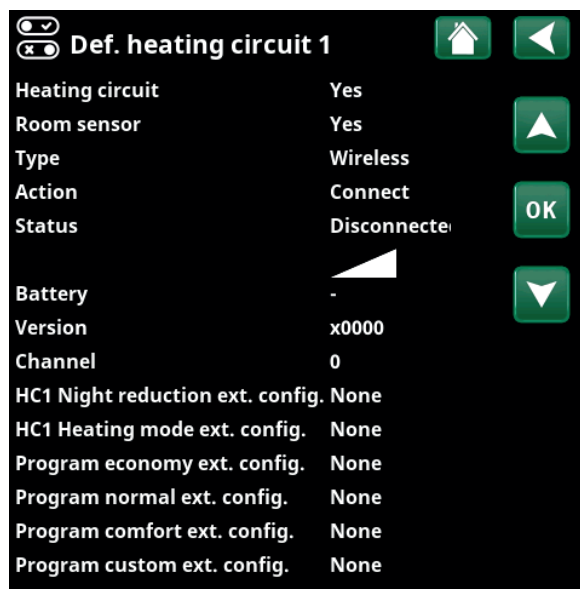 Def. heating circuit 1
Heating circuit Yes
Room sensor Yes
Type Wireless
Action Connect
Status Disconnected
OK
Battery -
Version x0000
Channel 0
HC1 Night reduction ext. config. None
HC1 Heating mode ext. config. None
Program economy ext. config. None
Program normal ext. config. None
Program comfort ext. config. None
Program custom ext. config. None